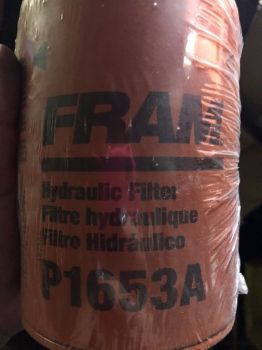 FRAM
Hydraulic Filter
Filtre hydraulique
Filtro Hidráulico
P1653A